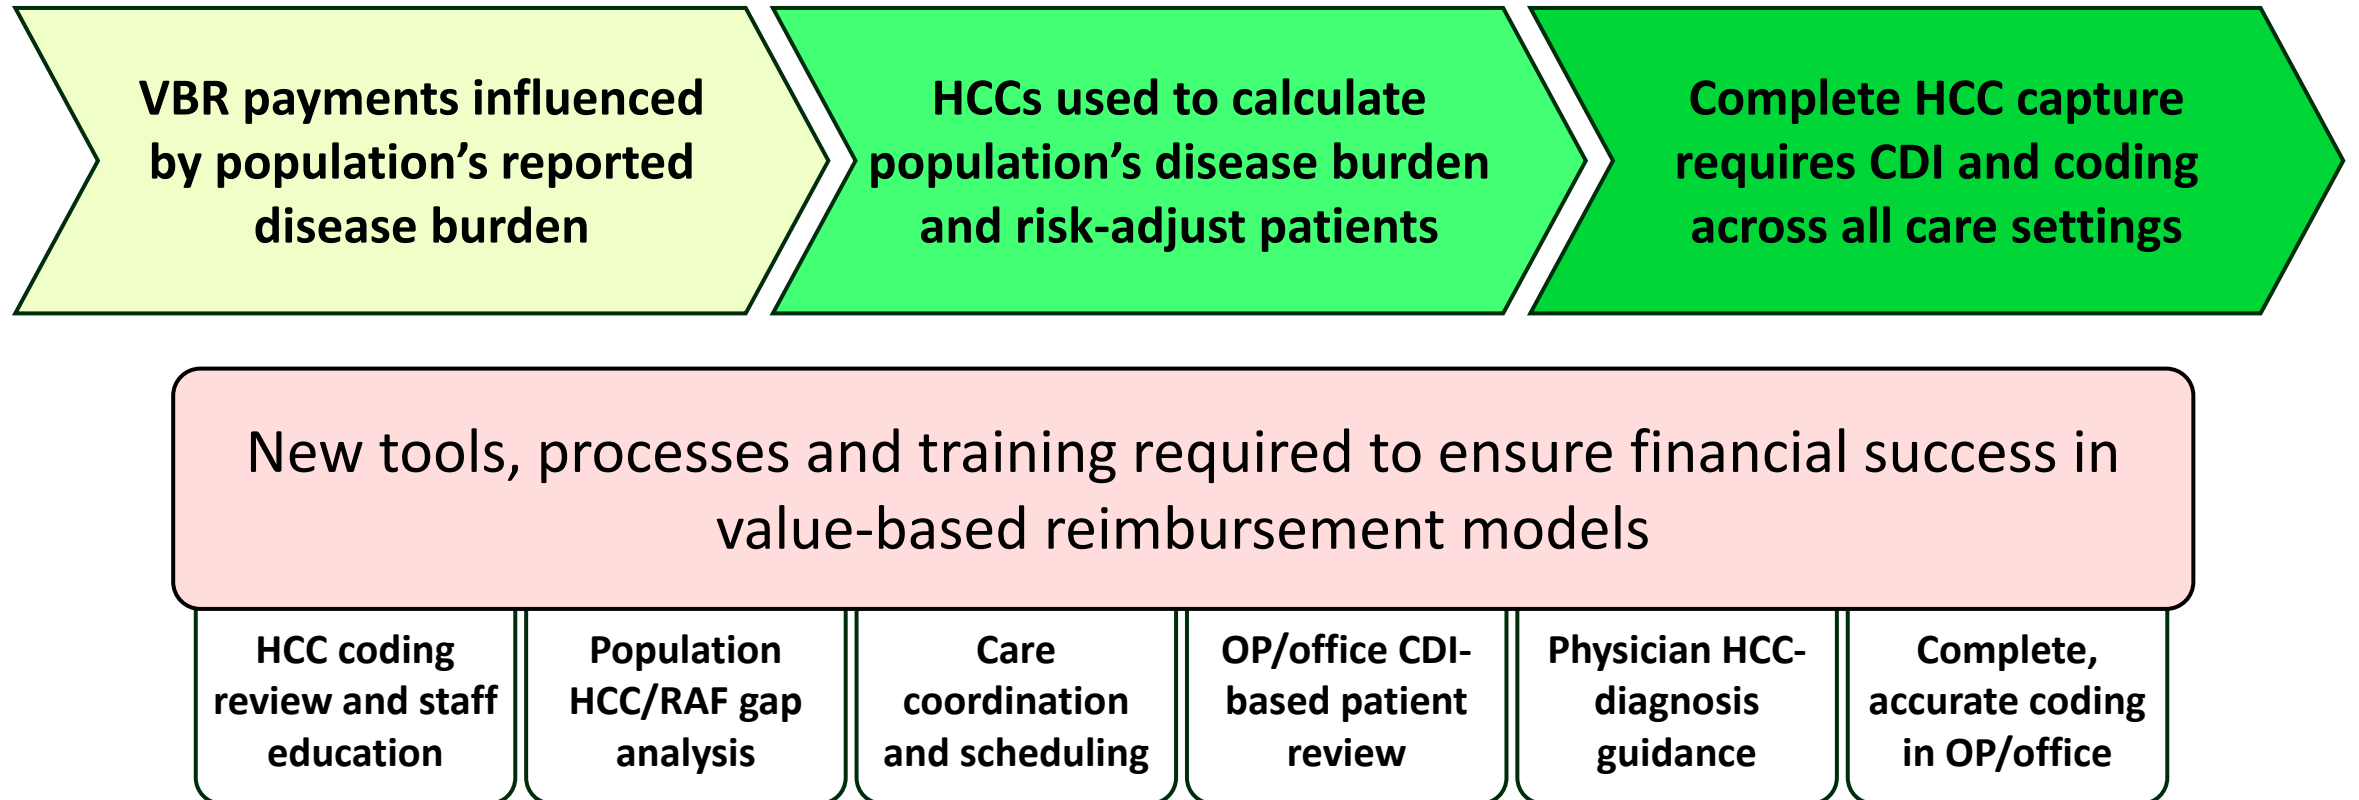 VBR payments influenced
by population’s reported
disease burden
HCCs used to calculate
population’s disease burden
and risk-adjust patients
Complete HCC capture
requires CDI and coding
across all care settings
New tools, processes and training required to ensure financial success in
value-based reimbursement models
HCC coding
review and staff
education
Population
HCC/RAF gap
analysis
Care
coordination
and scheduling
OP/office CDI-
based patient
review
Physician HCC-
diagnosis
guidance
Complete,
accurate coding
in OP/office